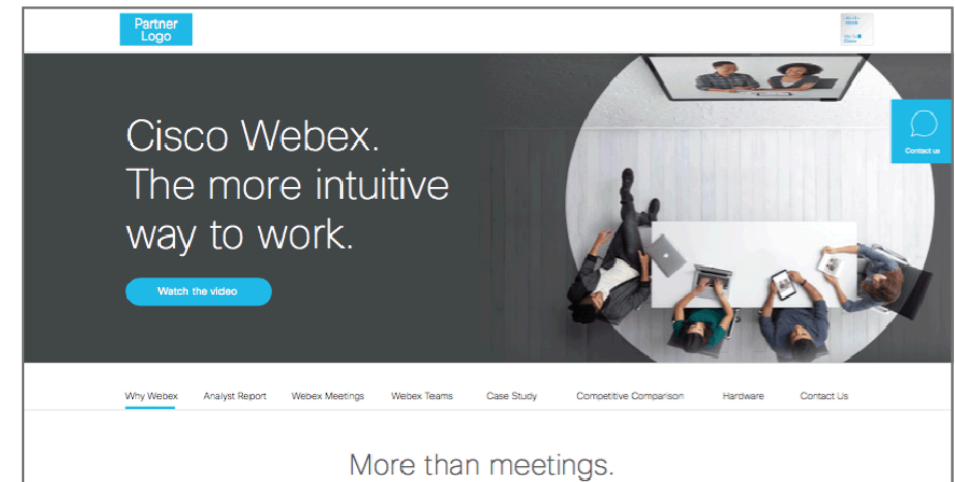 Partner
Logo
Cisco Webex.
The more intuitive
way to work.
Watch the video
Contact us
Why Webex Analyst Report Webex Meetings Webex Teams Case Study Competitive Comparison Hardware Contact Us
More than meetings.